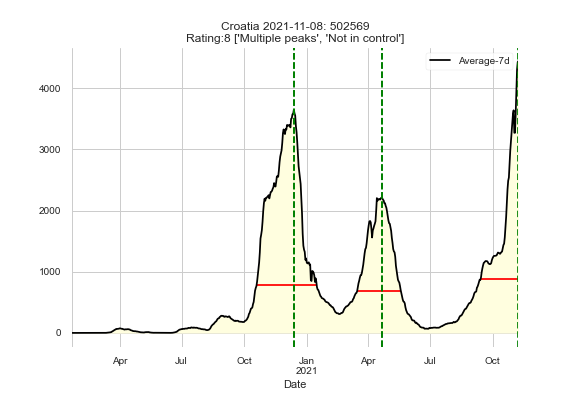 Croatia 2021-11-08: 502569
Rating:8 ['Multiple peaks', 'Not in control']
Average-7d
4000
3000
2000
1000
0
Apr Jul Oct Jan Apr Jul Oct
2021
Date